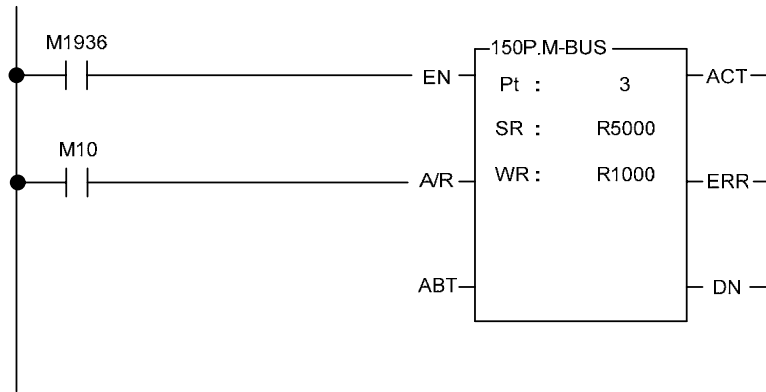 M1936
150P.M-BUS
EN
Pt : 3
ACT
SR : R5000
M10
A/R
WR : R1000
ERR
ABT
DN